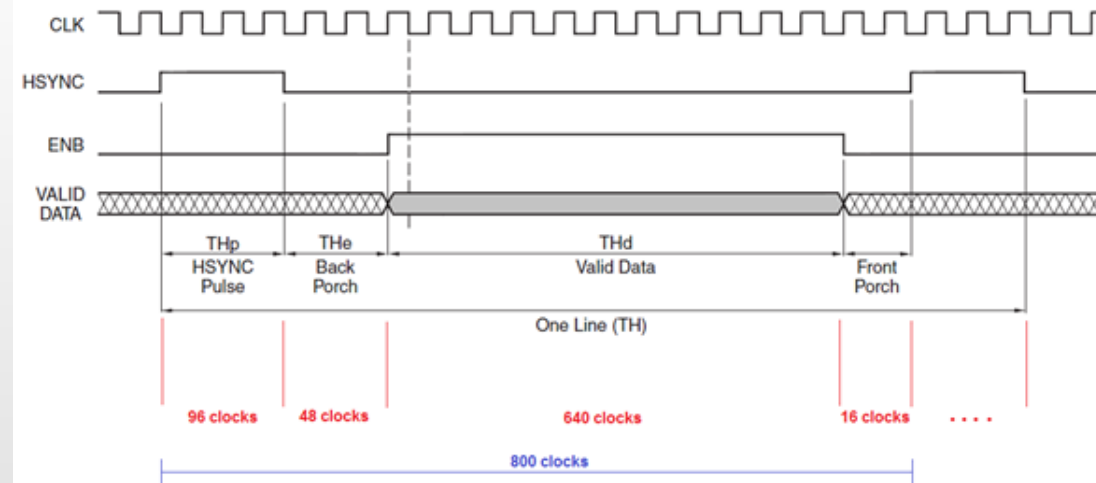 CLK
HSYNC
ENB
VALID
DATA
THp
HSYNC
Pulse
THe
Back
Porch
THd
Valid Data
Front
Porch
One Line (TH)
96 clocks
48 clocks
640 clocks
16 clocks
. . . .
800 clocks